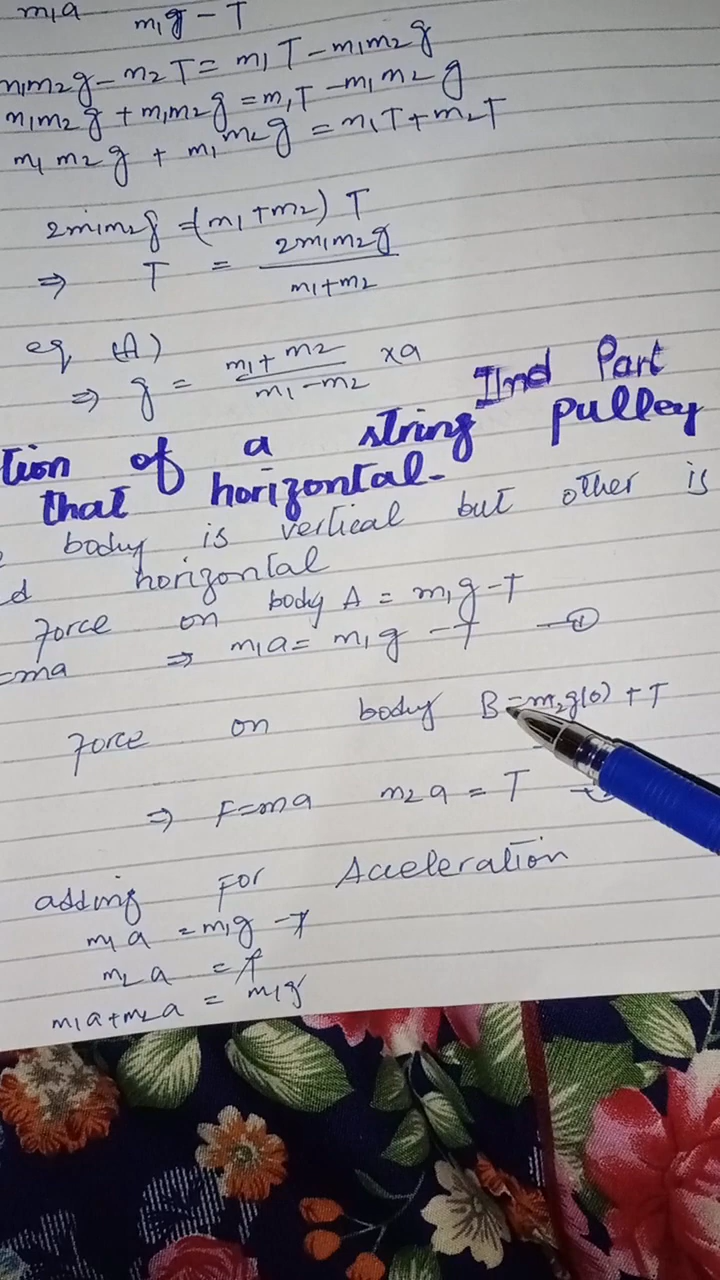 m₁a m₁g - T
m₁m₂g - m₂T = m₁T - m₁m₂g
m₁m₂g + m₁m₂g = m₁T - m₁m₂g
m₁m₂g + m₁m₂g = m₁T + m₂T
2m₁m₂g = (m₁+m₂) T
⇒ T = 2m₁m₂g / m₁+m₂
eq (A)
⇒ g = m₁+m₂ / m₁-m₂ × a
IInd Part
tion of a string pulley
that horizontal-
body is vertical but other is
horizontal
Force on body A = m₁g - T
=ma ⇒ m₁a = m₁g - T —①
Force on body B = m₂g(0) + T
⇒ F=ma m₂a = T
adding For Acceleration
m₁a = m₁g - T
m₂a = T
m₁a+m₂a = m₁g